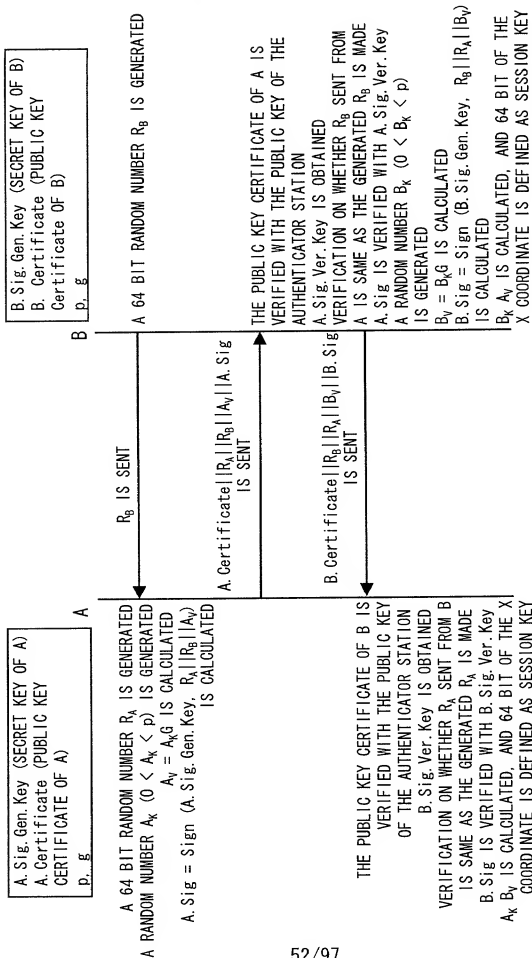 A. Sig. Gen. Key (SECRET KEY OF A)
A. Certificate (PUBLIC KEY
CERTIFICATE OF A)
p, g
B. Sig. Gen. Key (SECRET KEY OF B)
B. Certificate (PUBLIC KEY
Certificate OF B)
p, g
A
B
A 64 BIT RANDOM NUMBER R_B IS GENERATED
R_B IS SENT
A 64 BIT RANDOM NUMBER R_A IS GENERATED
A RANDOM NUMBER A_K (0 < A_K < p) IS GENERATED
A_V = A_KG IS CALCULATED
A. Sig = Sign (A. Sig. Gen. Key, R_A||R_B||A_V)
IS CALCULATED
A. Certificate||R_A||R_B||A_V||A. Sig
IS SENT
THE PUBLIC KEY CERTIFICATE OF A IS
VERIFIED WITH THE PUBLIC KEY OF THE
AUTHENTICATOR STATION
A. Sig. Ver. Key IS OBTAINED
VERIFICATION ON WHETHER R_B SENT FROM
A IS SAME AS THE GENERATED R_B IS MADE
A. Sig IS VERIFIED WITH A. Sig. Ver. Key
A RANDOM NUMBER B_K (0 < B_K < p)
IS GENERATED
B_V = B_KG IS CALCULATED
B. Sig = Sign (B. Sig. Gen. Key, R_B||R_A||B_V)
IS CALCULATED
B_K A_V IS CALCULATED, AND 64 BIT OF THE
X COORDINATE IS DEFINED AS SESSION KEY
B. Certificate||R_B||R_A||B_V||B. Sig
IS SENT
THE PUBLIC KEY CERTIFICATE OF B IS
VERIFIED WITH THE PUBLIC KEY
OF THE AUTHENTICATOR STATION
B. Sig. Ver. Key IS OBTAINED
VERIFICATION ON WHETHER R_A SENT FROM B
IS SAME AS THE GENERATED R_A IS MADE
B. Sig IS VERIFIED WITH B. Sig. Ver. Key
A_K B_V IS CALCULATED, AND 64 BIT OF THE X
COORDINATE IS DEFINED AS SESSION KEY
52/97